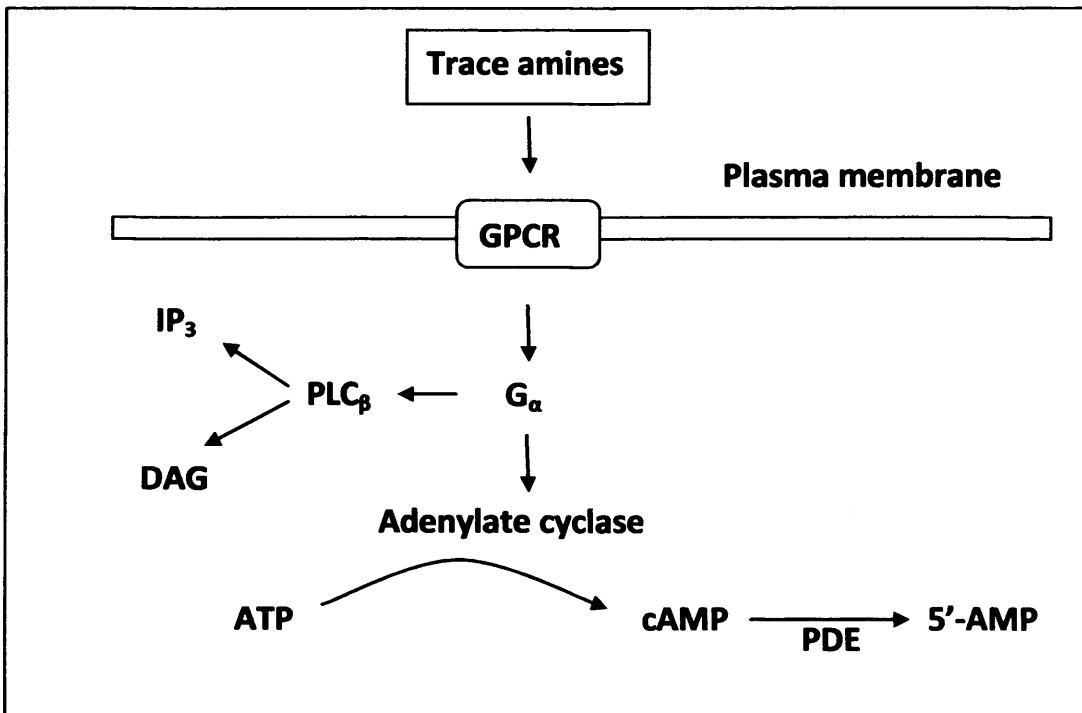 Trace amines
Plasma membrane
GPCR
IP₃
PLCᵦ
Gα
DAG
Adenylate cyclase
ATP
cAMP
PDE
5’-AMP